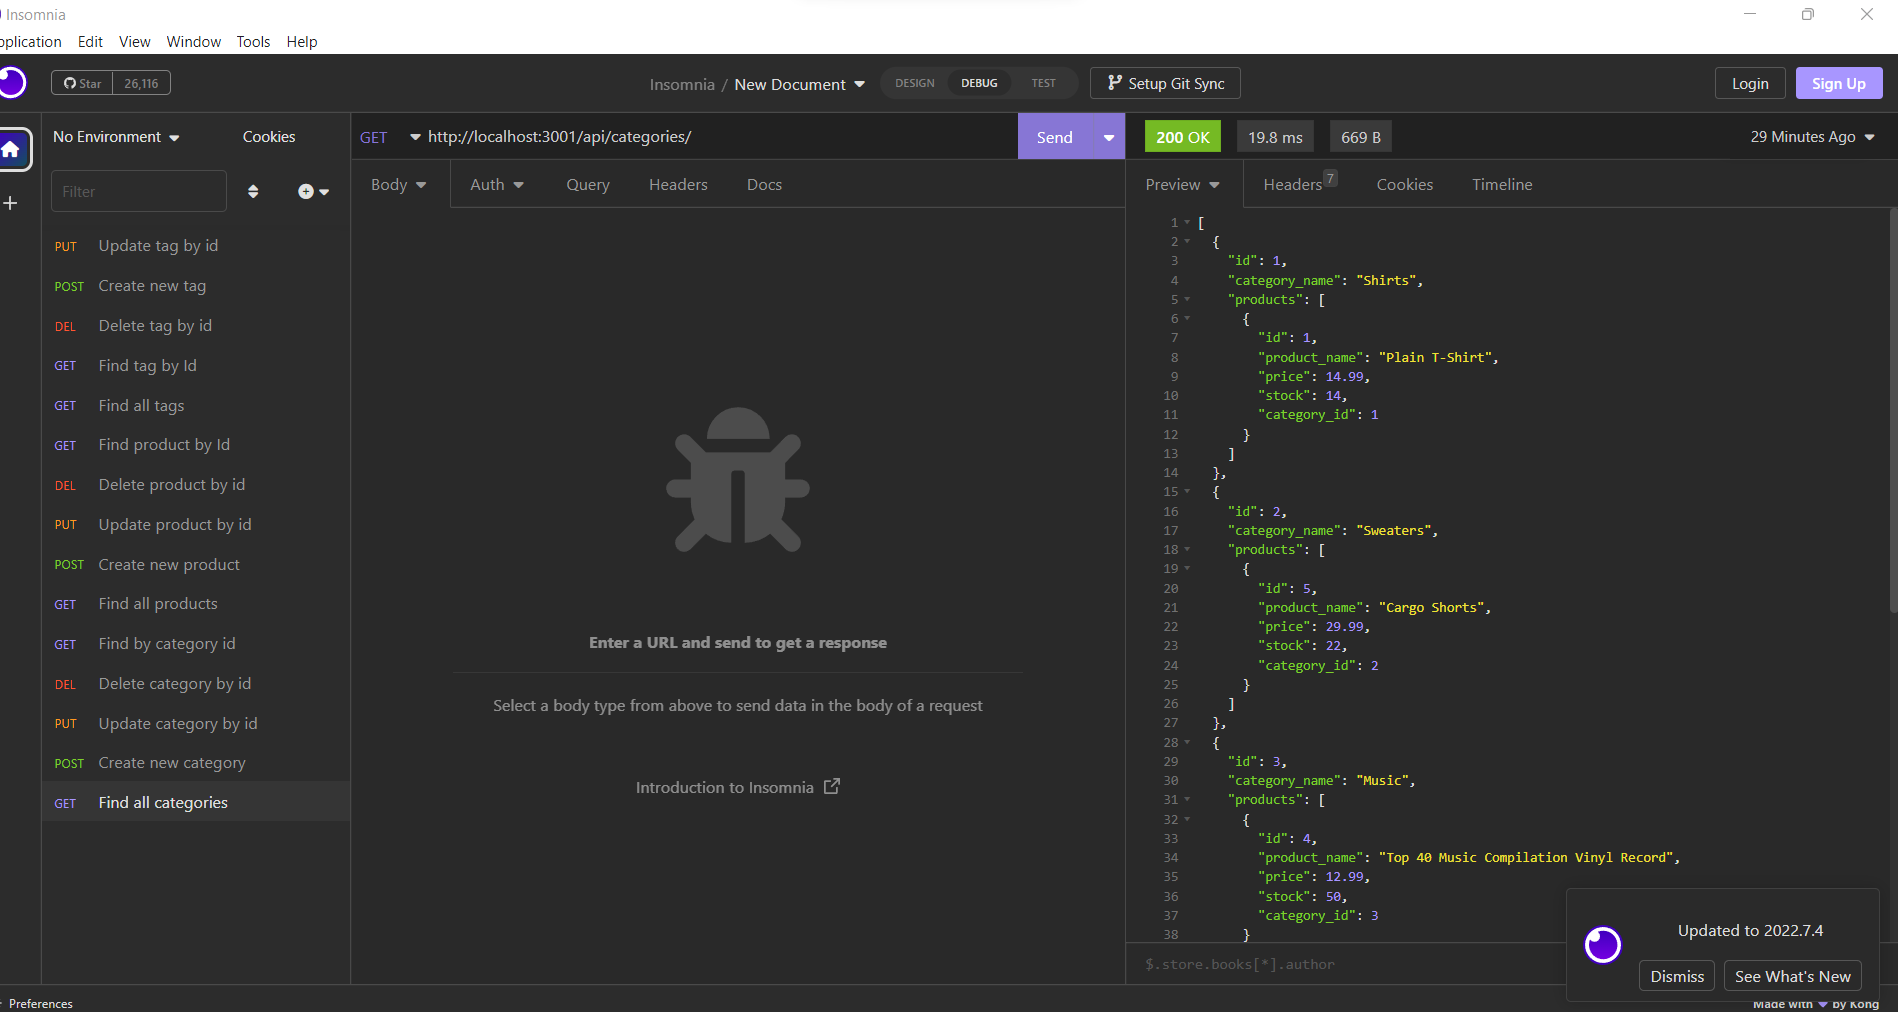 Insomnia
pplication Edit View Window Tools Help
Star 26,116
Insomnia / New Document DESIGN DEBUG TEST Setup Git Sync Login Sign Up
No Environment Cookies
GET http://localhost:3001/api/categories/ Send
200 OK 19.8 ms 669 B 29 Minutes Ago
Filter
Body Auth Query Headers Docs
Preview Headers 7 Cookies Timeline
PUT Update tag by id
POST Create new tag
DEL Delete tag by id
GET Find tag by Id
GET Find all tags
GET Find product by Id
DEL Delete product by id
PUT Update product by id
POST Create new product
GET Find all products
GET Find by category id
DEL Delete category by id
PUT Update category by id
POST Create new category
GET Find all categories
Enter a URL and send to get a response
Select a body type from above to send data in the body of a request
Introduction to Insomnia
1 [
2 {
3 "id": 1,
4 "category_name": "Shirts",
5 "products": [
6 {
7 "id": 1,
8 "product_name": "Plain T-Shirt",
9 "price": 14.99,
10 "stock": 14,
11 "category_id": 1
12 }
13 ]
14 },
15 {
16 "id": 2,
17 "category_name": "Sweaters",
18 "products": [
19 {
20 "id": 5,
21 "product_name": "Cargo Shorts",
22 "price": 29.99,
23 "stock": 22,
24 "category_id": 2
25 }
26 ]
27 },
28 {
29 "id": 3,
30 "category_name": "Music",
31 "products": [
32 {
33 "id": 4,
34 "product_name": "Top 40 Music Compilation Vinyl Record",
35 "price": 12.99,
36 "stock": 50,
37 "category_id": 3
38 }
$.store.books[*].author
Updated to 2022.7.4
Dismiss See What's New
Preferences
Made with by Kong